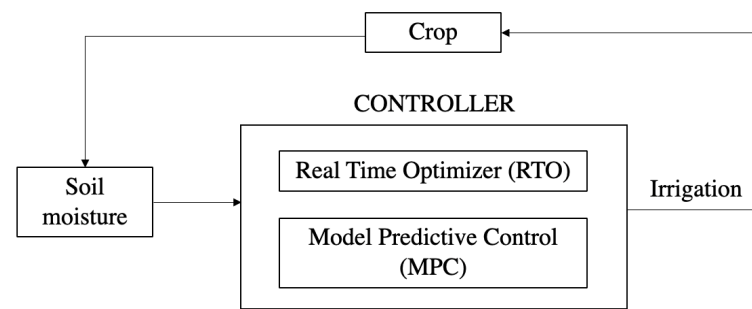 Crop
CONTROLLER
Real Time Optimizer (RTO)
Soil
moisture
Irrigation
Model Predictive Control
(MPC)